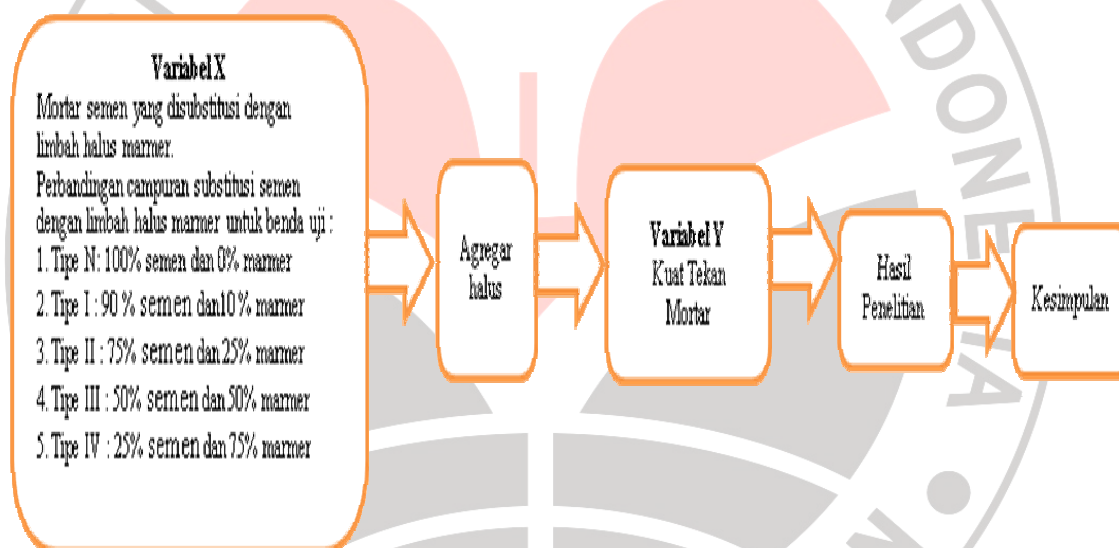 Variabel X
Mortar semen yang disubstitusi dengan
limbah halus marmer.
Perbandingan campuran substitusi semen
dengan limbah halus marmer untuk benda uji :
1. Tipe N: 100% semen dan 0% marmer
2. Tipe I : 90 % semen dan10 % marmer
3. Tipe II : 75% semen dan 25% marmer
4. Tipe III : 50% semen dan 50% marmer
5. Tipe IV : 25% semen dan 75% marmer
Agregar
halus
Variabel Y
Kuat Tekan
Mortar
Hasil
Penelitian
Kesimpulan
NDONE
A